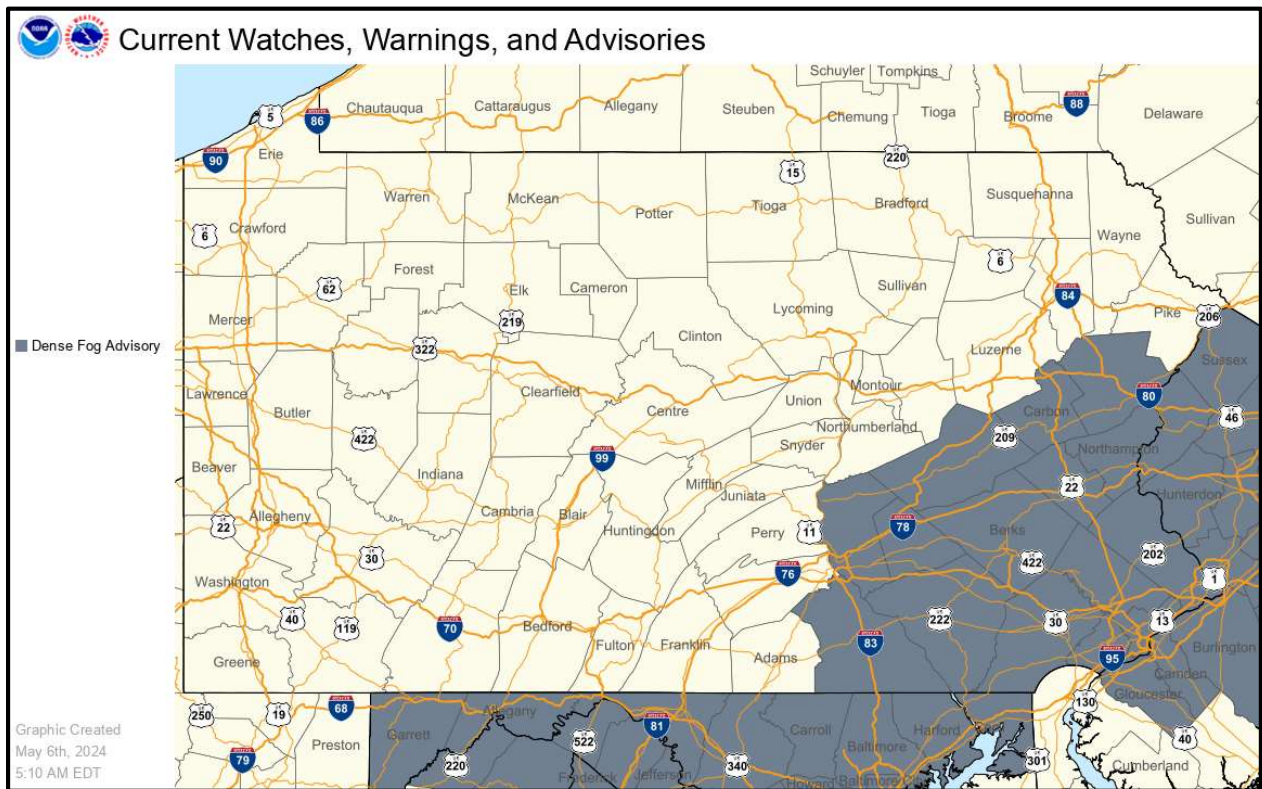 Current Watches, Warnings, and Advisories
Schuyler
Tompkins
Chautauqua
Cattaraugus
Allegany
Steuben
Chemung
Tioga
Broome
88
Delaware
5
86
Erie
90
220
15
Warren
McKean
Potter
Tioga
Bradford
Susquehanna
Sullivan
6
Crawford
Wayne
Forest
62
Elk
Cameron
Sullivan
6
84
Mercer
219
Lycoming
Pike
206
Clinton
Dense Fog Advisory
322
Luzerne
Sussex
Lawrence
Clearfield
Montour
80
Butler
Centre
Union
Carbon
46
Northumberland
422
Snyder
209
Northampton
99
Beaver
Indiana
Mifflin
22
Juniata
Hunterdon
Allegheny
Cambria
Blair
22
Huntingdon
Perry
11
78
Berks
30
202
422
76
1
Washington
40
119
70
222
30
13
Bedford
Fulton
Franklin
83
Burlington
Greene
Adams
95
Camden
Gloucester
68
130
250
19
Allegany
Graphic Created
81
Carroll
Harford
Garrett
522
40
Preston
Baltimore
May 6th, 2024
79
220
340
301
Cumberland
5:10 AM EDT
Frederick
Jefferson
Howard
Baltimore City